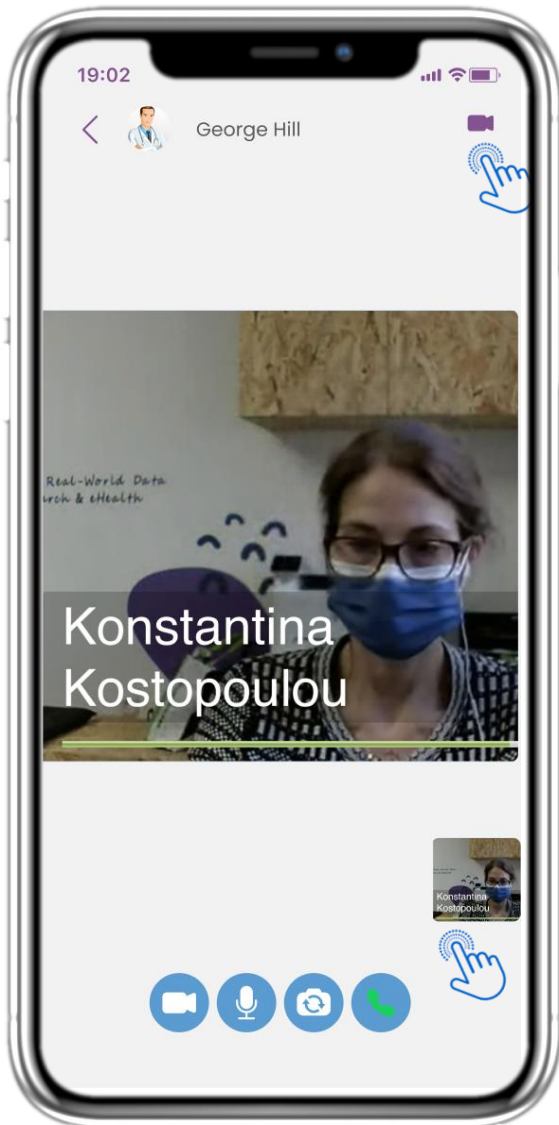 19:02
George Hill
Real-World Data
rch & eHealth
Konstantina
Kostopoulou
Konstantina
Kostopoulou